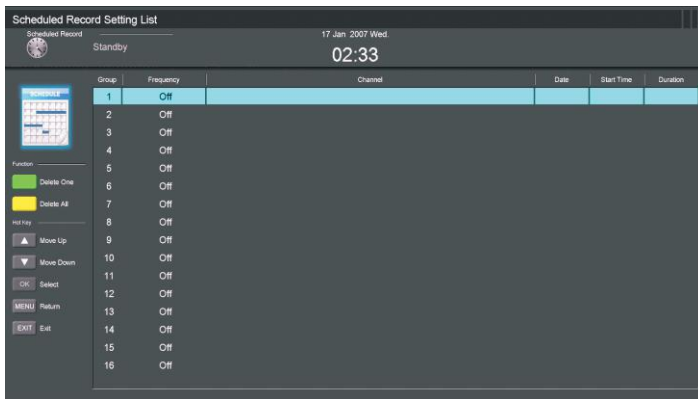 Scheduled Record Setting List
Scheduled Record
Standby
17 Jan 2007 Wed.
02:33
Group Frequency Channel Date Start Time Duration
SCHEDULE
1 Off
2 Off
3 Off
4 Off
5 Off
6 Off
7 Off
8 Off
9 Off
10 Off
11 Off
12 Off
13 Off
14 Off
15 Off
16 Off
Function
Delete One
Delete All
Hot Key
Move Up
Move Down
OK Select
MENU Return
EXIT Exit